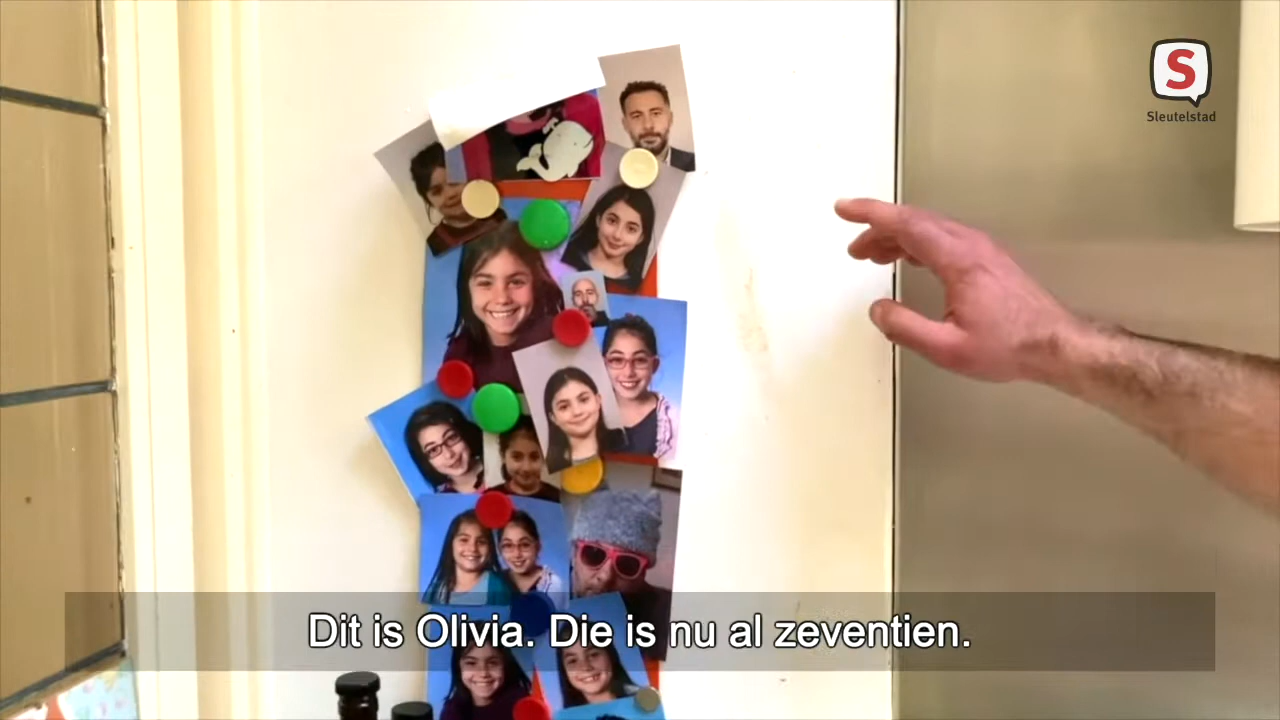 S
Sleutelstad
Dit is Olivia. Die is nu al zeventien.